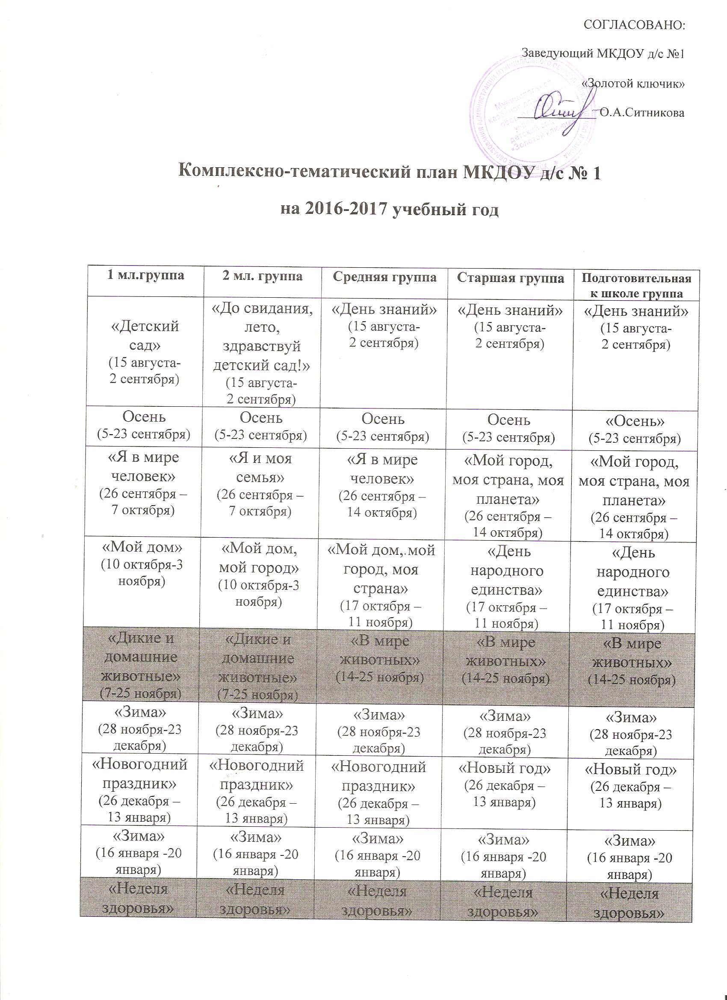 СОГЛАСОВАНО:
Заведующий МКДОУ д/с №1
«Золотой ключик»
О.А.Ситникова
Комплексно-тематический план МКДОУ д/с № 1
на 2016-2017 учебный год
1 мл.группа
2 мл. группа
Средняя группа
Старшая группа
Подготовительная
к школе группа
«Детский
сад»
(15 августа-
2 сентября)
«До свидания,
лето,
здравствуй
детский сад!»
(15 августа-
2 сентября)
«День знаний»
(15 августа-
2 сентября)
«День знаний»
(15 августа-
2 сентября)
«День знаний»
(15 августа-
2 сентября)
Осень
(5-23 сентября)
Осень
(5-23 сентября)
Осень
(5-23 сентября)
Осень
(5-23 сентября)
«Осень»
(5-23 сентября)
«Я в мире
человек»
(26 сентября –
7 октября)
«Я и моя
семья»
(26 сентября –
7 октября)
«Я в мире
человек»
(26 сентября –
14 октября)
«Мой город,
моя страна, моя
планета»
(26 сентября –
14 октября)
«Мой город,
моя страна, моя
планета»
(26 сентября –
14 октября)
«Мой дом»
(10 октября-3
ноября)
«Мой дом,
мой город»
(10 октября-3
ноября)
«Мой дом, мой
город, моя
страна»
(17 октября –
11 ноября)
«День
народного
единства»
(17 октября –
11 ноября)
«День
народного
единства»
(17 октября –
11 ноября)
«Дикие и
домашние
животные»
(7-25 ноября)
«Дикие и
домашние
животные»
(7-25 ноября)
«В мире
животных»
(14-25 ноября)
«В мире
животных»
(14-25 ноября)
«В мире
животных»
(14-25 ноября)
«Зима»
(28 ноября-23
декабря)
«Зима»
(28 ноября-23
декабря)
«Зима»
(28 ноября-23
декабря)
«Зима»
(28 ноября-23
декабря)
«Зима»
(28 ноября-23
декабря)
«Новогодний
праздник»
(26 декабря –
13 января)
«Новогодний
праздник»
(26 декабря –
13 января)
«Новогодний
праздник»
(26 декабря –
13 января)
«Новый год»
(26 декабря –
13 января)
«Новый год»
(26 декабря –
13 января)
«Зима»
(16 января -20
января)
«Зима»
(16 января -20
января)
«Зима»
(16 января -20
января)
«Зима»
(16 января -20
января)
«Зима»
(16 января -20
января)
«Неделя
здоровья»
«Неделя
здоровья»
«Неделя
здоровья»
«Неделя
здоровья»
«Неделя
здоровья»